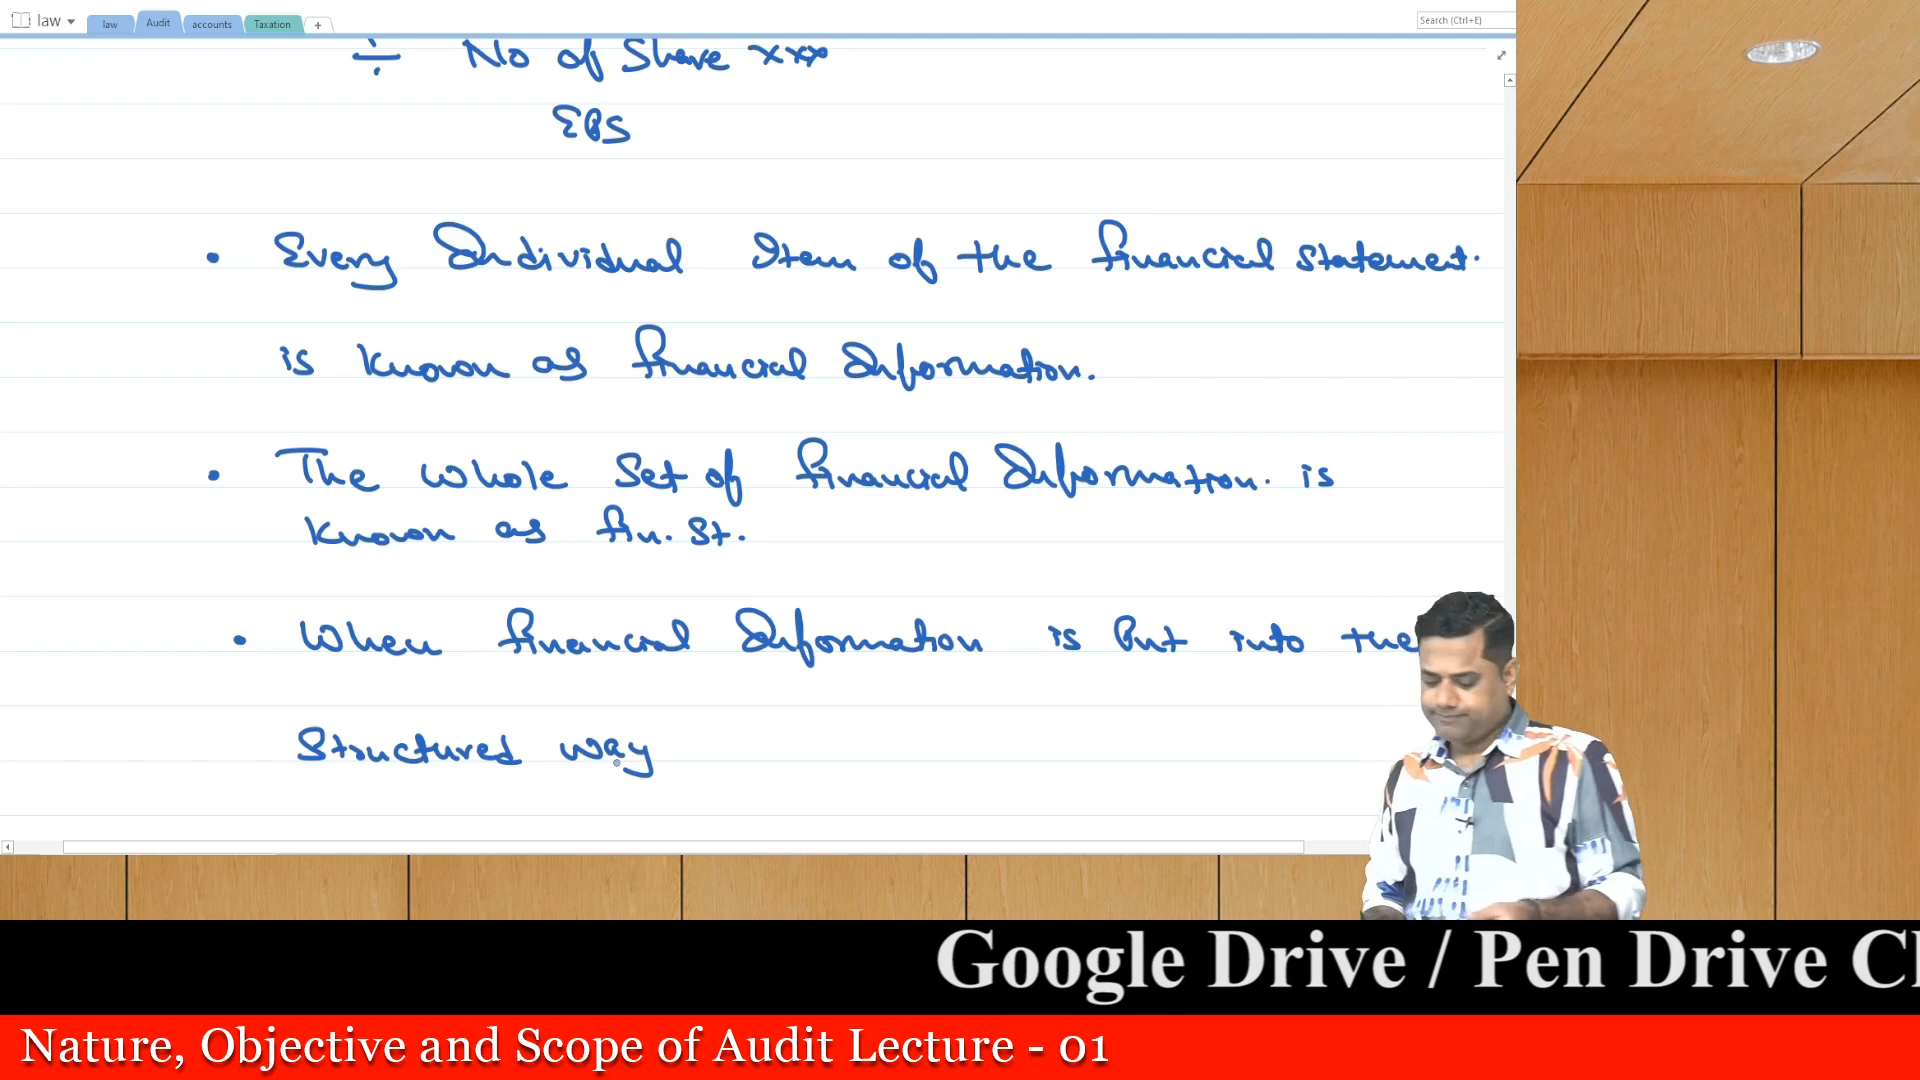 law
law Audit accounts Taxation +
Search (Ctrl+E)
÷ No of Share xxx
EPS
• Every Individual Item of the financial statement.
is known as financial Information.
• The whole Set of financial Information. is
known as fin. St.
• When financial Information is Put into the
Structured way
Google Drive / Pen Drive Cl
Nature, Objective and Scope of Audit Lecture - 01